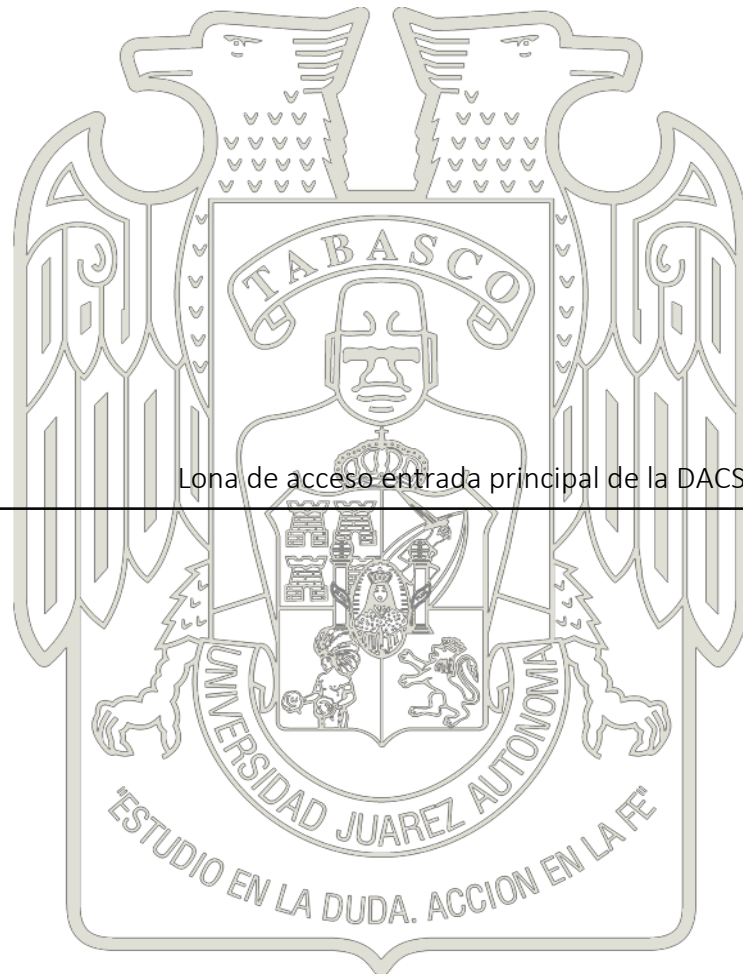 TABASCO
Lona de acceso entrada principal de la DACS
UNIVERSIDAD JUAREZ AUTONOMA
"ESTUDIO EN LA DUDA. ACCION EN LA FE"